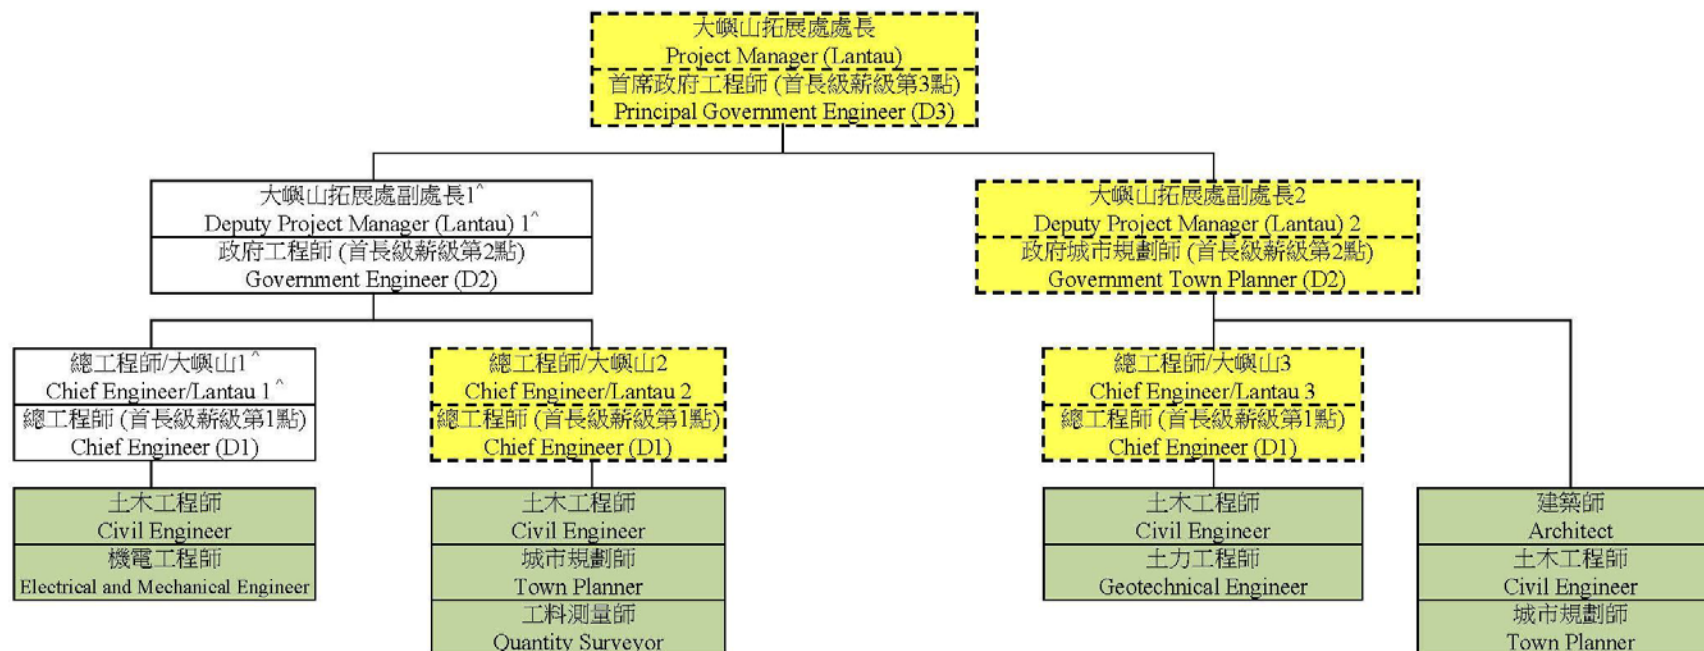 大嶼山拓展處處長
Project Manager (Lantau)
首席政府工程師 (首長級薪級第3點)
Principal Government Engineer (D3)
大嶼山拓展處副處長1^
Deputy Project Manager (Lantau) 1^
政府工程師 (首長級薪級第2點)
Government Engineer (D2)
大嶼山拓展處副處長2
Deputy Project Manager (Lantau) 2
政府城市規劃師 (首長級薪級第2點)
Government Town Planner (D2)
總工程師/大嶼山1^
Chief Engineer/Lantau 1^
總工程師 (首長級薪級第1點)
Chief Engineer (D1)
總工程師/大嶼山2
Chief Engineer/Lantau 2
總工程師 (首長級薪級第1點)
Chief Engineer (D1)
總工程師/大嶼山3
Chief Engineer/Lantau 3
總工程師 (首長級薪級第1點)
Chief Engineer (D1)
土木工程師
Civil Engineer
機電工程師
Electrical and Mechanical Engineer
土木工程師
Civil Engineer
城市規劃師
Town Planner
工料測量師
Quantity Surveyor
土木工程師
Civil Engineer
土力工程師
Geotechnical Engineer
建築師
Architect
土木工程師
Civil Engineer
城市規劃師
Town Planner